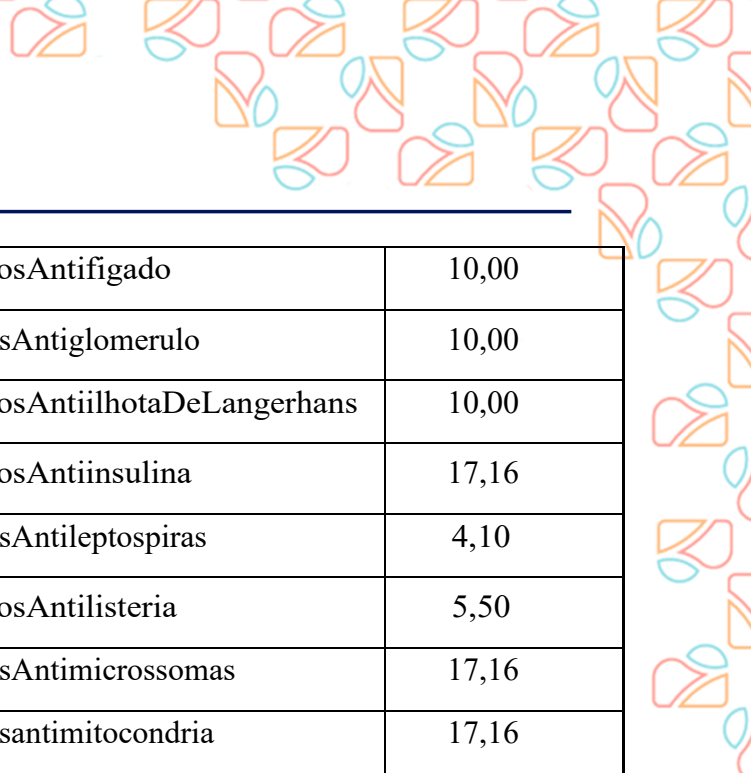 osAntifigado 10,00
sAntiglomerulo 10,00
osAntiilhotaDeLangerhans 10,00
osAntiinsulina 17,16
sAntileptospiras 4,10
osAntilisteria 5,50
sAntimicrossomas 17,16
santimitocondria 17,16